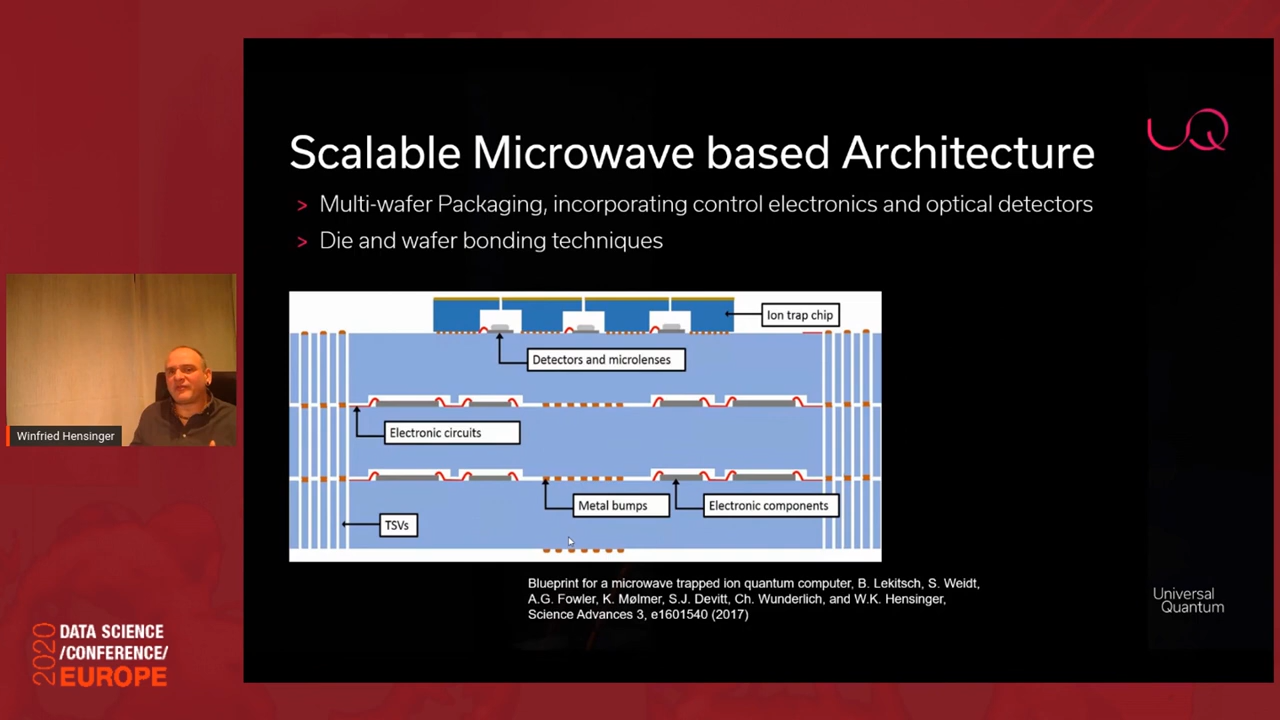 UQ
Scalable Microwave based Architecture
> Multi-wafer Packaging, incorporating control electronics and optical detectors
> Die and wafer bonding techniques
Ion trap chip
Detectors and microlenses
Electronic circuits
Metal bumps
Electronic components
TSVs
Blueprint for a microwave trapped ion quantum computer, B. Lekitsch, S. Weidt,
A.G. Fowler, K. Mølmer, S.J. Devitt, Ch. Wunderlich, and W.K. Hensinger,
Science Advances 3, e1601540 (2017)
Universal
Quantum
Winfried Hensinger
2020
DATA SCIENCE
/CONFERENCE/
EUROPE